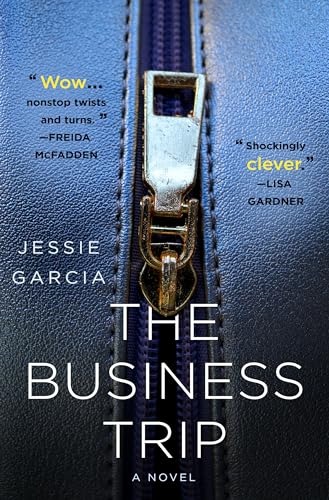 “Wow...
nonstop twists
and turns.”
—FREIDA
MCFADDEN
“Shockingly
clever.”
—LISA
GARDNER
JESSIE
GARCIA
THE
BUSINESS
TRIP
A NOVEL